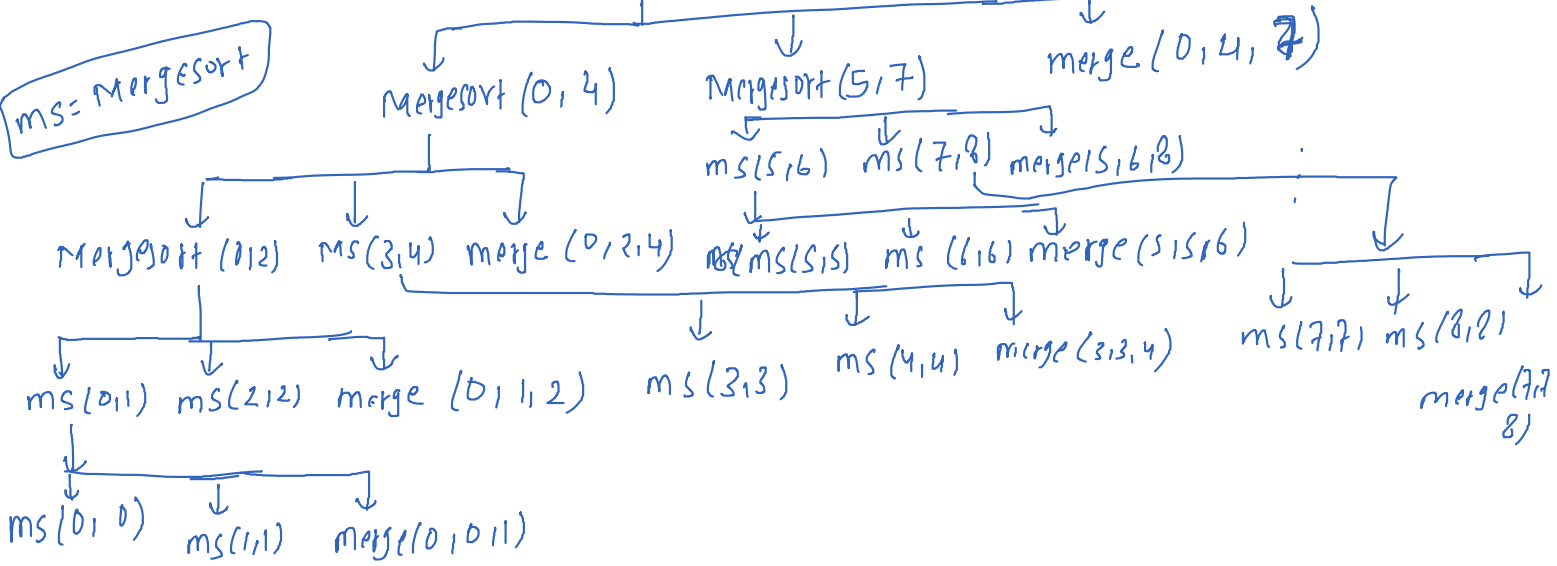 ms = Mergesort
merge (0, 4, 7)
Mergesort (0, 4) Mergesort (5, 7)
ms(5,6) ms(7,8) merge(5,6,8)
Mergesort (0,2) ms(3,4) merge (0,2,4) ms(5,5) ms (6,6) merge (5,5,6)
ms(7,7) ms(8,8)
ms(0,1) ms(2,2) merge (0, 1, 2) ms(3,3) ms (4,4) merge (3,3,4)
merge(7,7
8)
ms(0, 0) ms(1,1) merge(0,0,1)